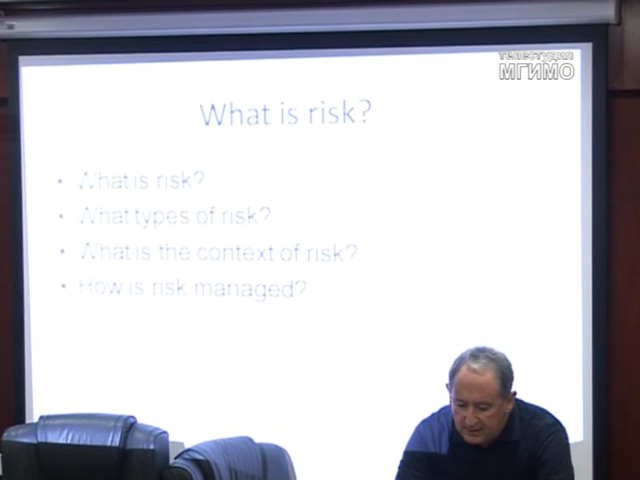 телестудия
МГИМО
What is risk?
• What is risk?
• What types of risk?
• What is the context of risk?
• How is risk managed?